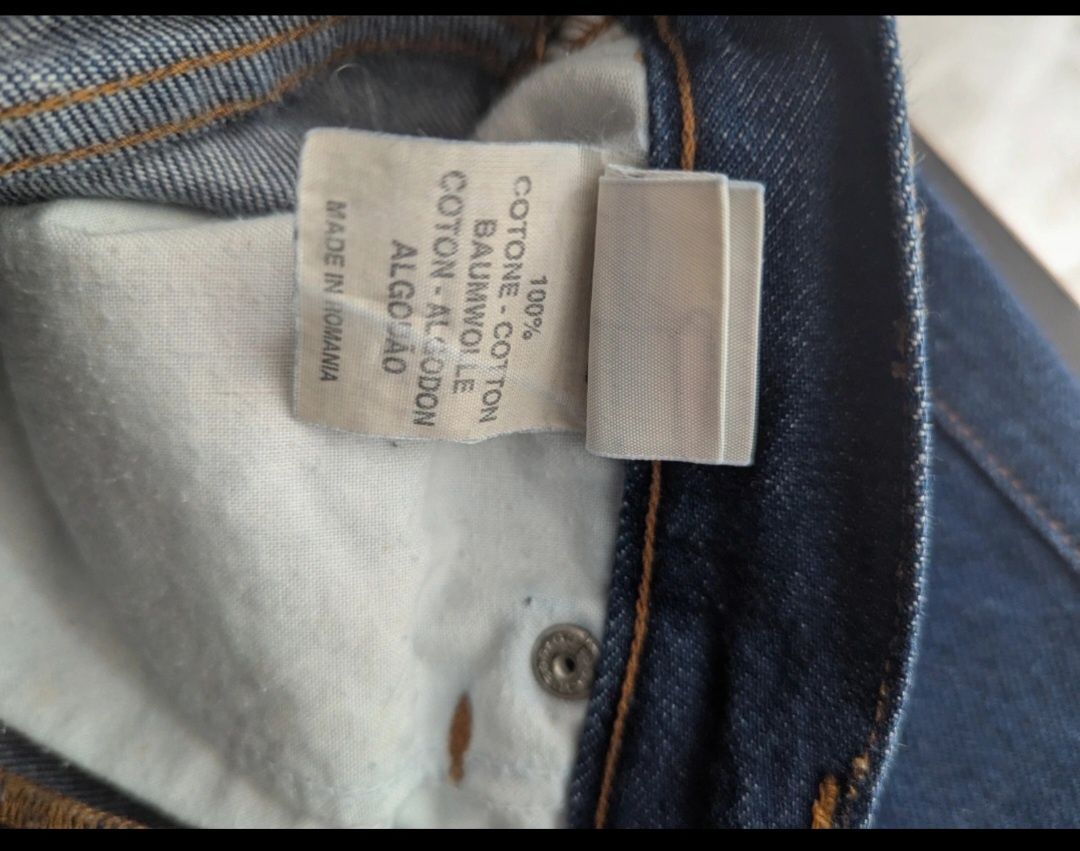 100%
COTONE - COTTON
BAUMWOLLE
COTON - ALGODON
ALGODÃO
MADE IN ROMANIA